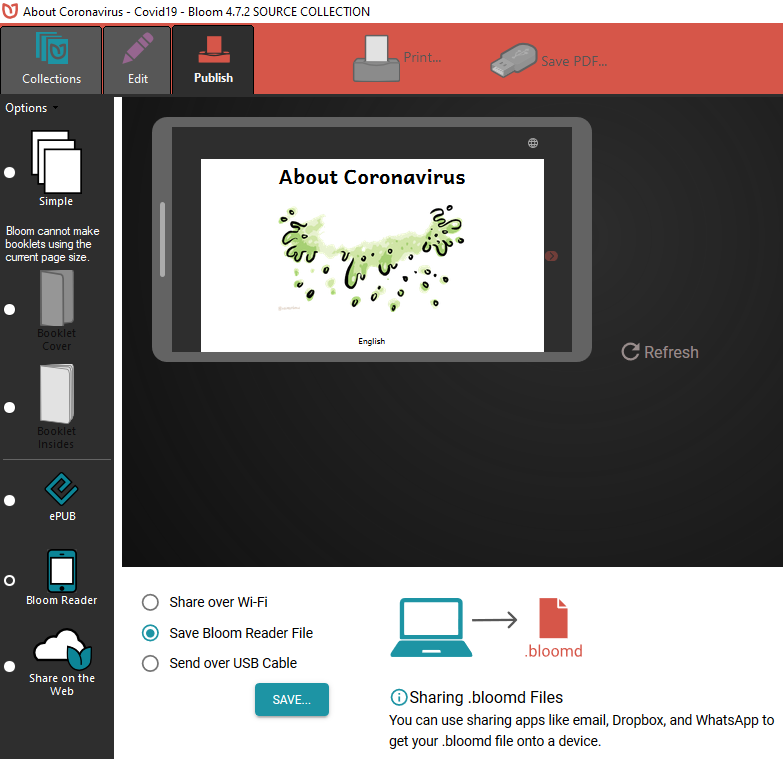 About Coronavirus - Covid19 - Bloom 4.7.2 SOURCE COLLECTION
Collections
Edit
Publish
Print...
Save PDF...
Options
Simple
Bloom cannot make
booklets using the
current page size.
Booklet
Cover
Booklet
Insides
ePUB
Bloom Reader
Share on the
Web
About Coronavirus
English
Refresh
Share over Wi-Fi
Save Bloom Reader File
Send over USB Cable
SAVE...
.bloomd
Sharing .bloomd Files
You can use sharing apps like email, Dropbox, and WhatsApp to
get your .bloomd file onto a device.